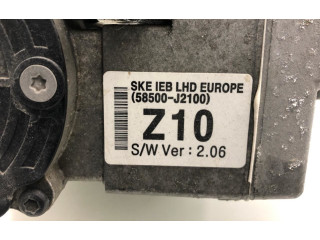 SKE IEB LHD EUROPE
(58500-J2100)
Z10
S/W Ver : 2.06